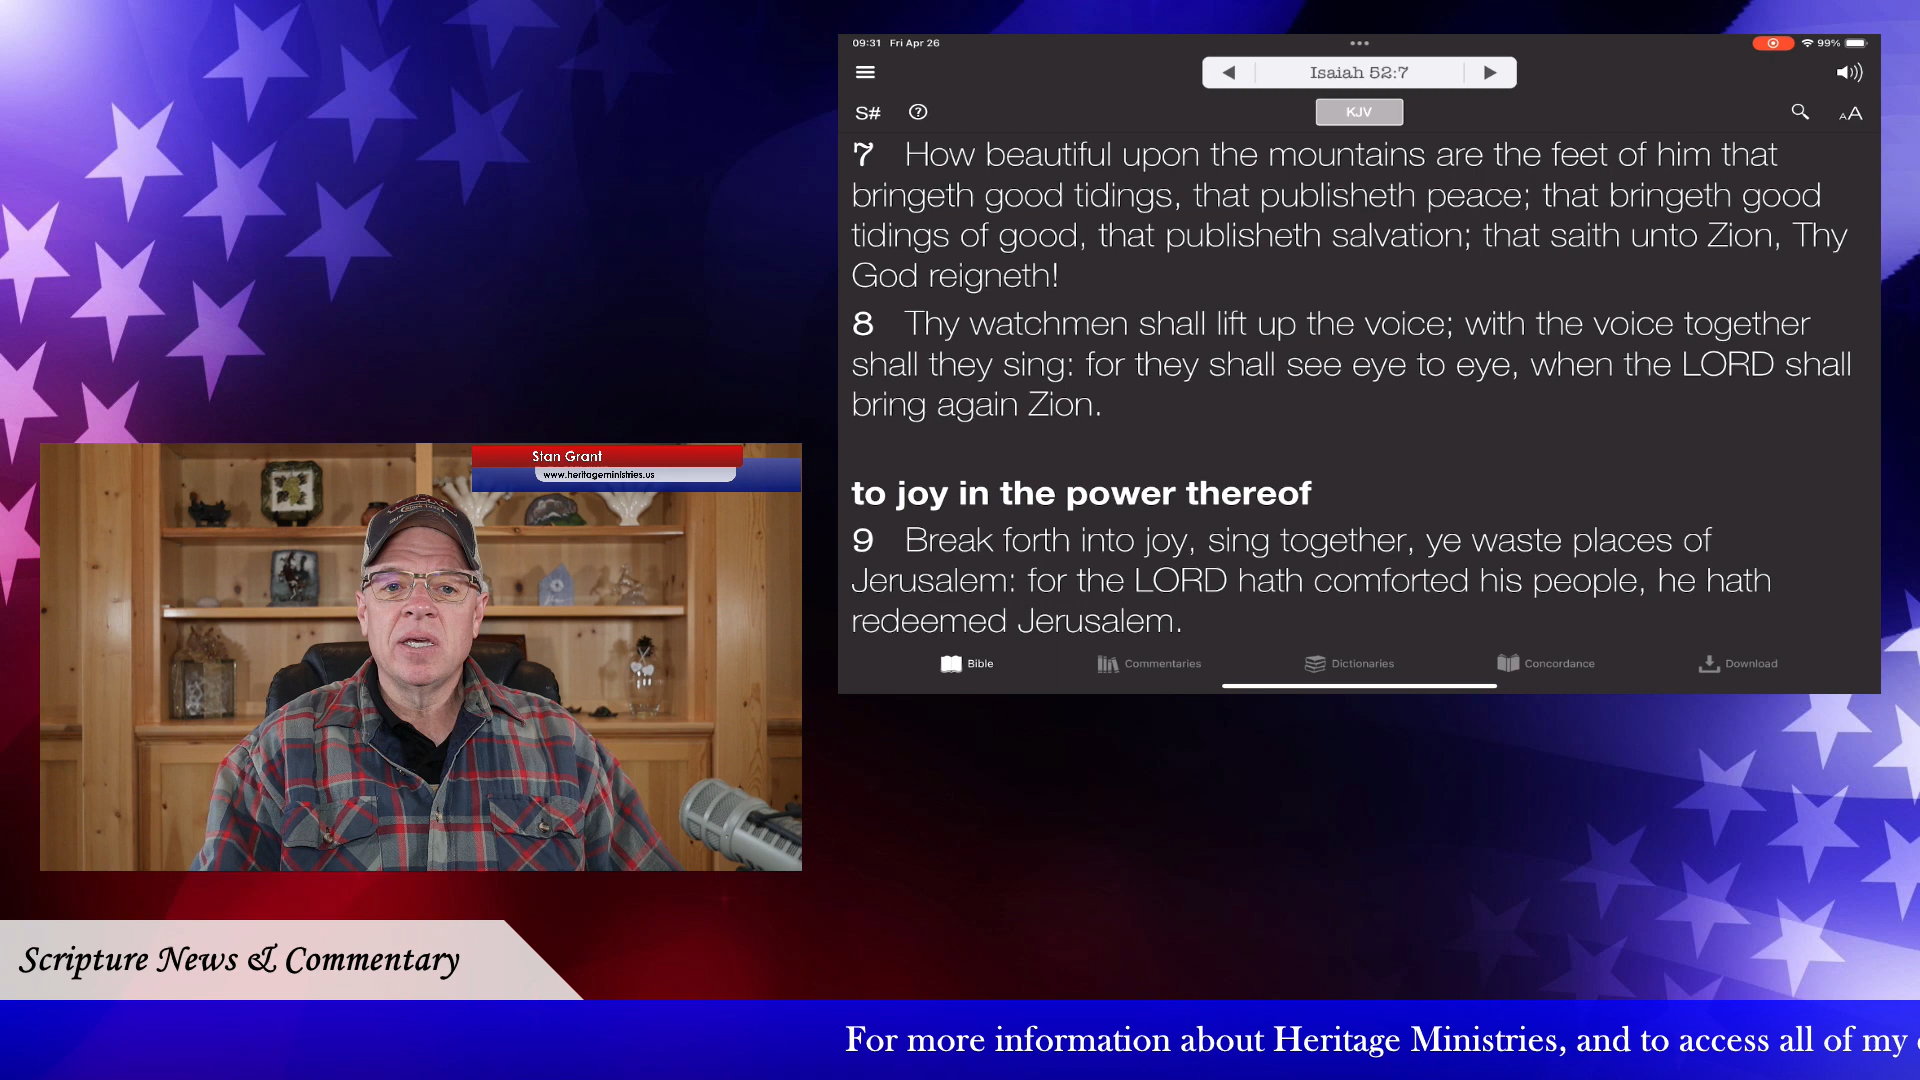 09:31 Fri Apr 26
99%
Isaiah 52:7
S#
KJV
AA
7 How beautiful upon the mountains are the feet of him that
bringeth good tidings, that publisheth peace; that bringeth good
tidings of good, that publisheth salvation; that saith unto Zion, Thy
God reigneth!
8 Thy watchmen shall lift up the voice; with the voice together
shall they sing: for they shall see eye to eye, when the LORD shall
bring again Zion.
to joy in the power thereof
9 Break forth into joy, sing together, ye waste places of
Jerusalem: for the LORD hath comforted his people, he hath
redeemed Jerusalem.
Bible Commentaries Dictionaries Concordance Download
Stan Grant
www.heritageministries.us
Scripture News & Commentary
For more information about Heritage Ministries, and to access all of my